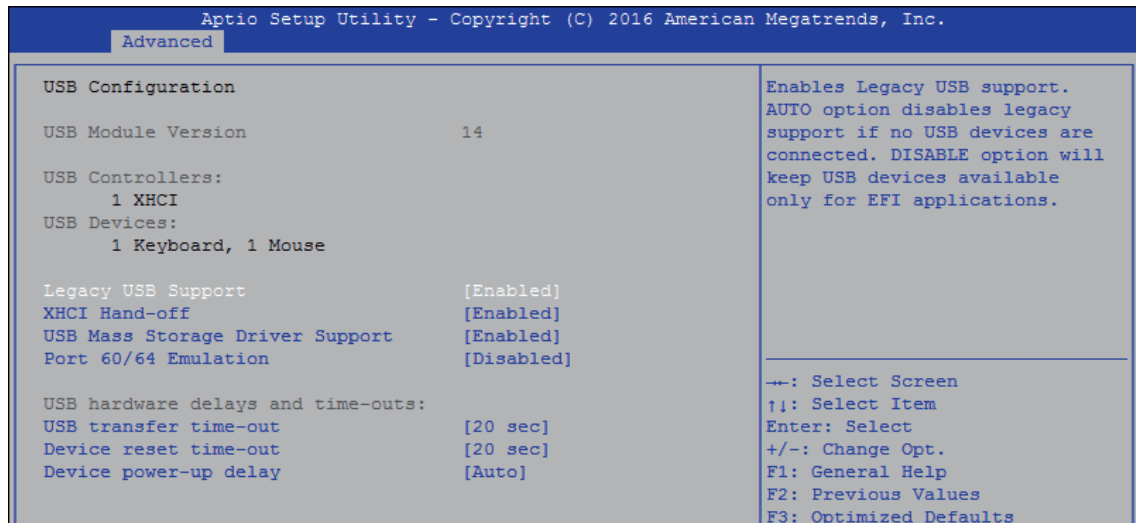 Aptio Setup Utility - Copyright (C) 2016 American Megatrends, Inc.
Advanced
USB Configuration
USB Module Version 14
USB Controllers:
1 XHCI
USB Devices:
1 Keyboard, 1 Mouse
Legacy USB Support [Enabled]
XHCI Hand-off [Enabled]
USB Mass Storage Driver Support [Enabled]
Port 60/64 Emulation [Disabled]
USB hardware delays and time-outs:
USB transfer time-out [20 sec]
Device reset time-out [20 sec]
Device power-up delay [Auto]
Enables Legacy USB support.
AUTO option disables legacy
support if no USB devices are
connected. DISABLE option will
keep USB devices available
only for EFI applications.
→←: Select Screen
↑↓: Select Item
Enter: Select
+/-: Change Opt.
F1: General Help
F2: Previous Values
F3: Optimized Defaults